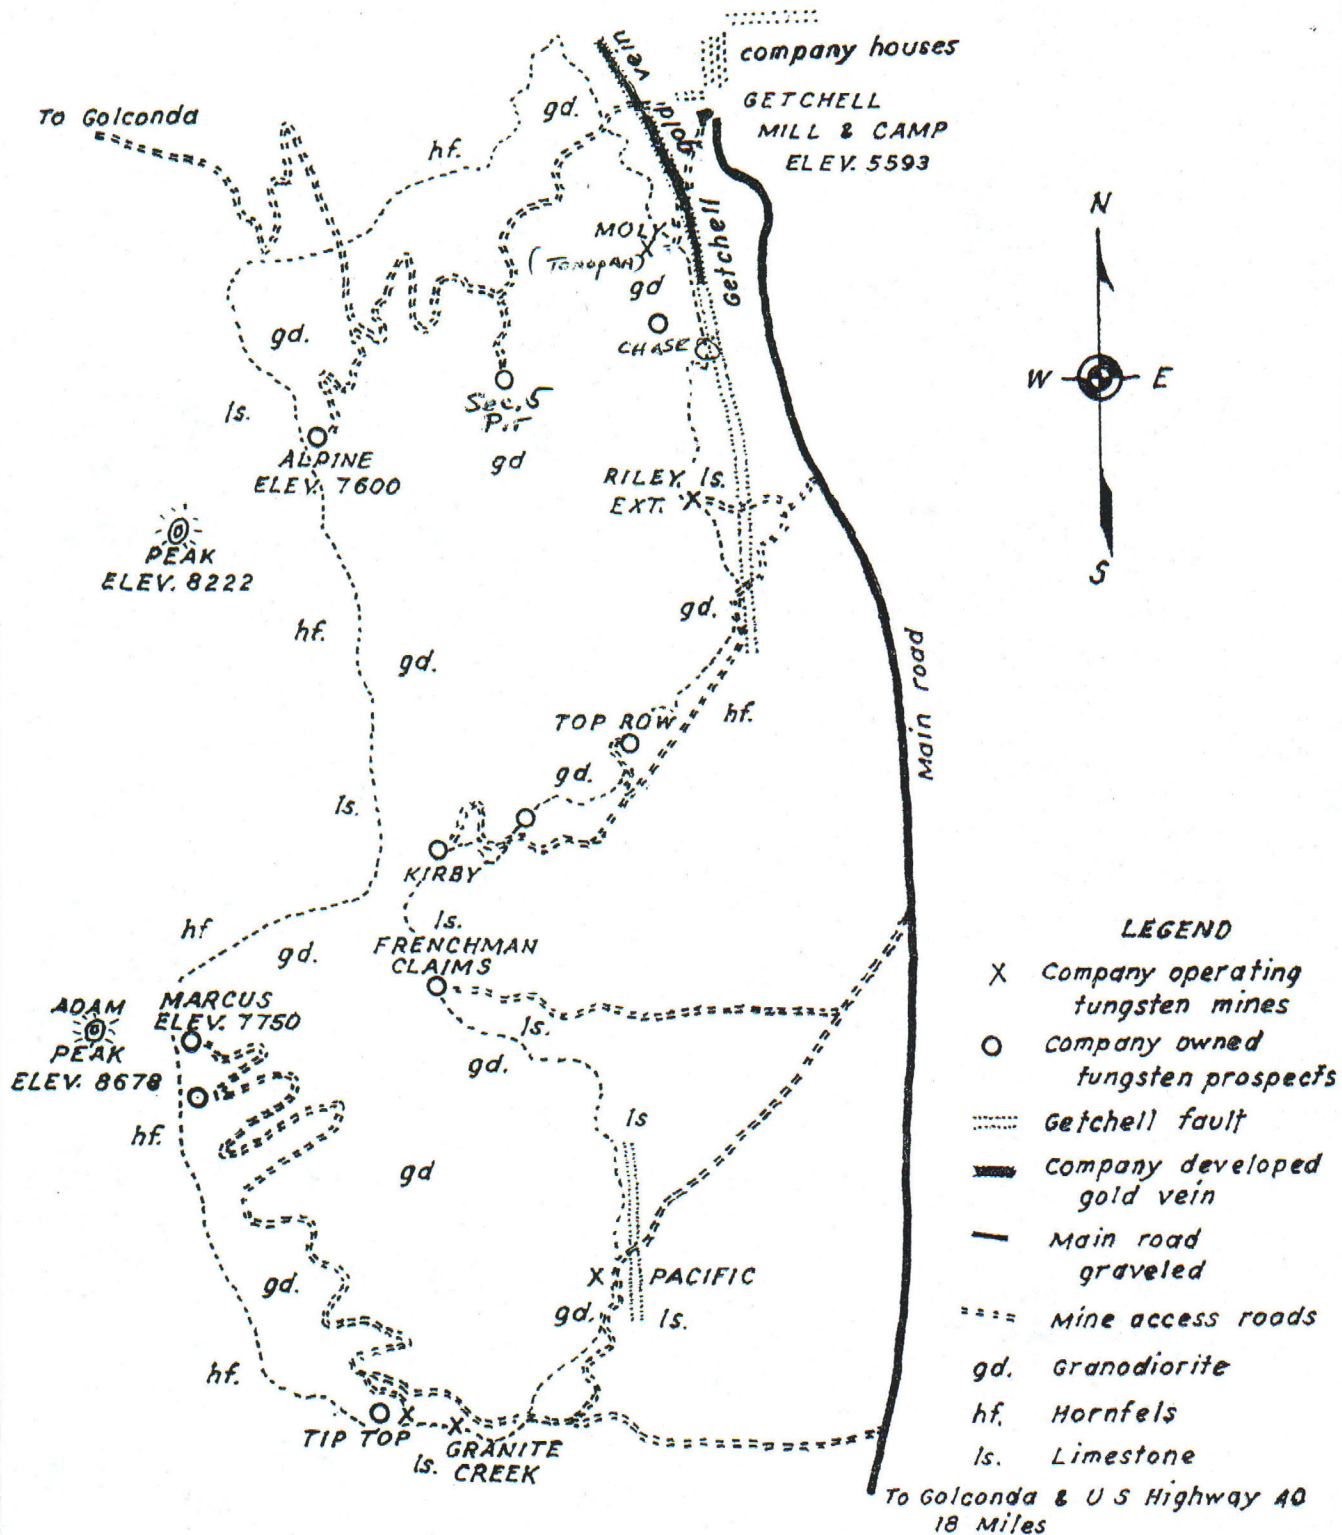 vein
company houses
To Golconda
gd.
gold
GETCHELL
MILL & CAMP
ELEV. 5593
hf.
Getchell
N
MOLY
(TONOPAH)
gd
gd.
CHASE
W
E
ls.
Sec. 5
Pit
ALPINE
ELEV. 7600
gd
RILEY
EXT.
ls.
PEAK
ELEV. 8222
S
gd.
hf.
gd.
Main road
TOP ROW
hf.
gd.
ls.
KIRBY
hf
ls.
gd.
FRENCHMAN
CLAIMS
LEGEND
X Company operating
tungsten mines
O Company owned
tungsten prospects
Getchell fault
Company developed
gold vein
Main road
graveled
Mine access roads
gd. Granodiorite
hf. Hornfels
ls. Limestone
ADAM
PEAK
ELEV. 8678
MARCUS
ELEV. 7750
ls.
gd.
hf.
ls
gd
gd.
PACIFIC
gd.
ls.
hf.
TIP TOP
ls.
GRANITE
CREEK
To Golconda & U S Highway 40
18 Miles